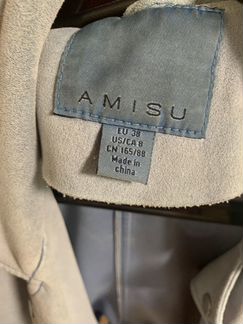 AMISU
EU 38
US/CA 8
CN 165/88
Made in
china